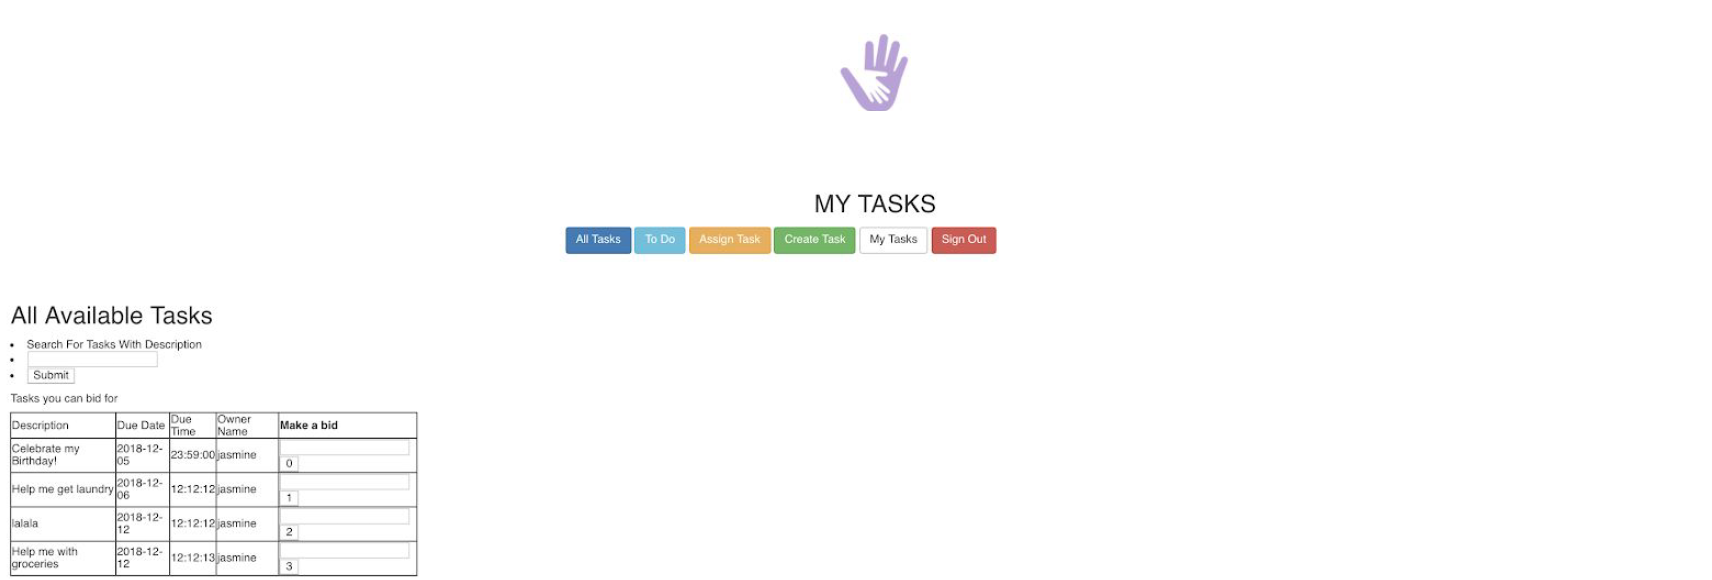 MY TASKS
All Tasks To Do Assign Task Create Task My Tasks Sign Out
All Available Tasks
Search For Tasks With Description
Submit
Tasks you can bid for
Description Due Date Due Time Owner Name Make a bid
Celebrate my Birthday! 2018-12-05 23:59:00 jasmine 0
Help me get laundry 2018-12-06 12:12:12 jasmine 1
lalala 2018-12-12 12:12:12 jasmine 2
Help me with groceries 2018-12-12 12:12:13 jasmine 3